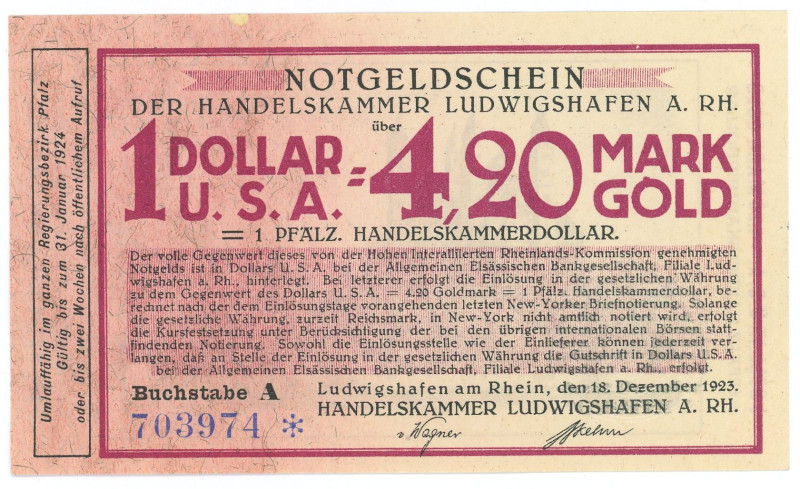 Umlauffähig im ganzen Regierungsbezirk Pfalz
Gültig bis zum 31. Januar 1924
oder bis zwei Wochen nach öffentlichem Aufruf
NOTGELDSCHEIN
DER HANDELSKAMMER LUDWIGSHAFEN A. RH.
über
1 DOLLAR U. S. A. = 4,20 MARK GOLD
= 1 PFÄLZ. HANDELSKAMMERDOLLAR.
Der volle Gegenwert dieses von der Hohen Interalliierten Rheinlands-Kommission genehmigten
Notgelds ist in Dollars U. S. A. bei der Allgemeinen Elsässischen Bankgesellschaft, Filiale Lud-
wigshafen a. Rh., hinterlegt. Bei letzterer erfolgt die Einlösung in der gesetzlichen Währung
zu dem Gegenwert des Dollars U. S. A. 4.20 Goldmark = 1 Pfälz. Handelskammerdollar, be-
rechnet nach der dem Einlösungstage vorangehenden letzten New-Yorker Briefnotierung. Solange
die gesetzliche Währung, zurzeit Reichsmark, in New-York nicht amtlich notiert wird, erfolgt
die Kursfestsetzung unter Berücksichtigung der bei den übrigen internationalen Börsen statt-
findenden Notierung. Sowohl die Einlösungsstelle wie der Einlieferer können jederzeit ver-
langen, daß an Stelle der Einlösung in der gesetzlichen Währung die Gutschrift in Dollars U. S. A.
bei der Allgemeinen Elsässischen Bankgesellschaft, Filiale Ludwigshafen a. Rh., erfolgt.
Buchstabe A
703974 *
Ludwigshafen am Rhein, den 18. Dezember 1923.
HANDELSKAMMER LUDWIGSHAFEN A. RH.
v Wagner